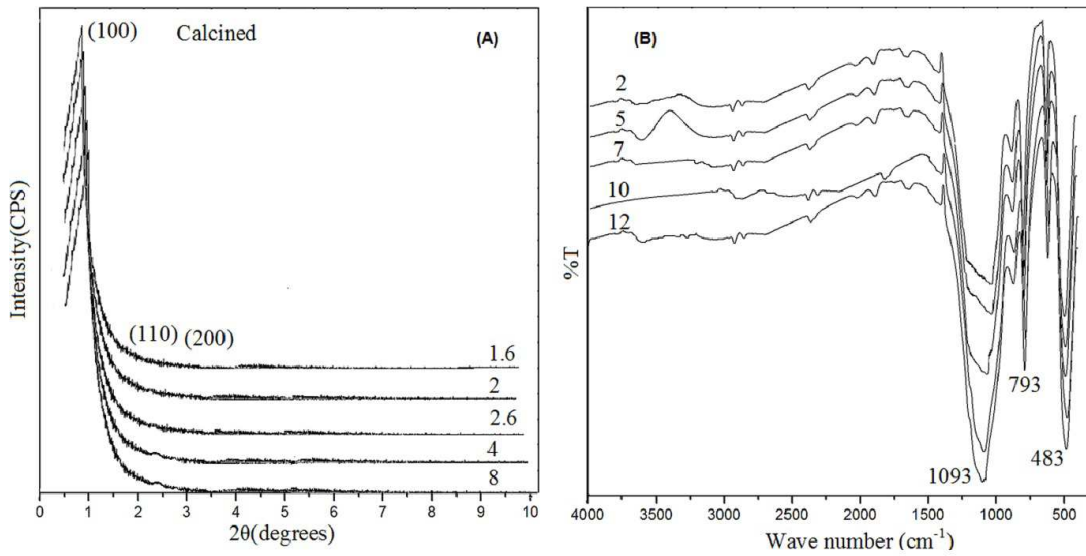 (100)
Calcined
(A)
Intensity(CPS)
(110)
(200)
1.6
2
2.6
4
8
0 1 2 3 4 5 6 7 8 9 10
2θ(degrees)
(B)
%T
2
5
7
10
12
793
483
1093
4000 3500 3000 2500 2000 1500 1000 500
Wave number (cm-1)